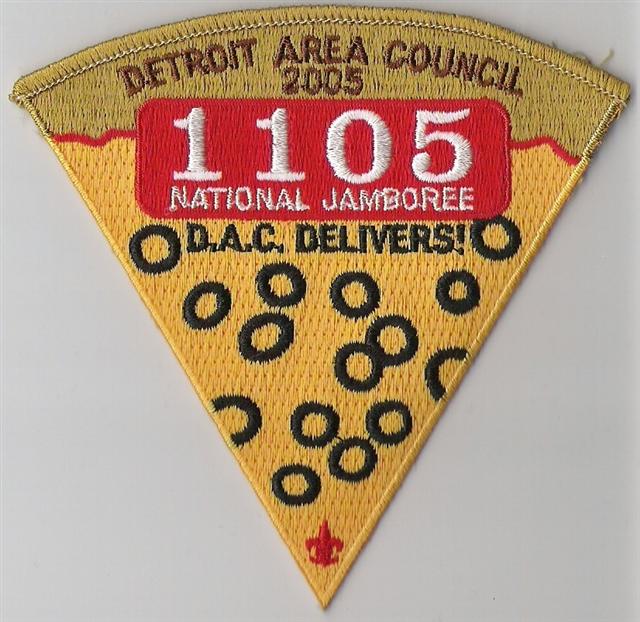 DETROIT AREA COUNCIL
2005
1105
NATIONAL JAMBOREE
D.A.C. DELIVERS!